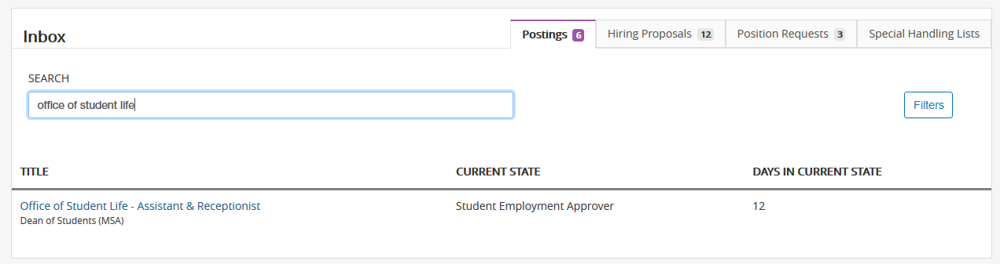 Inbox
Postings 6
Hiring Proposals 12
Position Requests 3
Special Handling Lists
SEARCH
office of student life
Filters
TITLE CURRENT STATE DAYS IN CURRENT STATE
Office of Student Life - Assistant & Receptionist Student Employment Approver 12
Dean of Students (MSA)